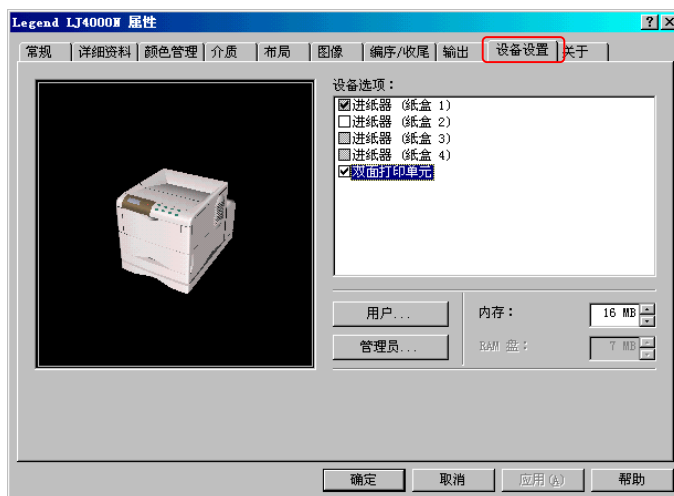 Legend LJ4000N 属性
常规 详细资料 颜色管理 介质 布局 图像 编序/收尾 输出 设备设置 关于
设备选项：
进纸器 (纸盒 1)
进纸器 (纸盒 2)
进纸器 (纸盒 3)
进纸器 (纸盒 4)
双面打印单元
用户... 内存： 16 MB
管理员... RAM 盘： 7 MB
确定 取消 应用(A) 帮助